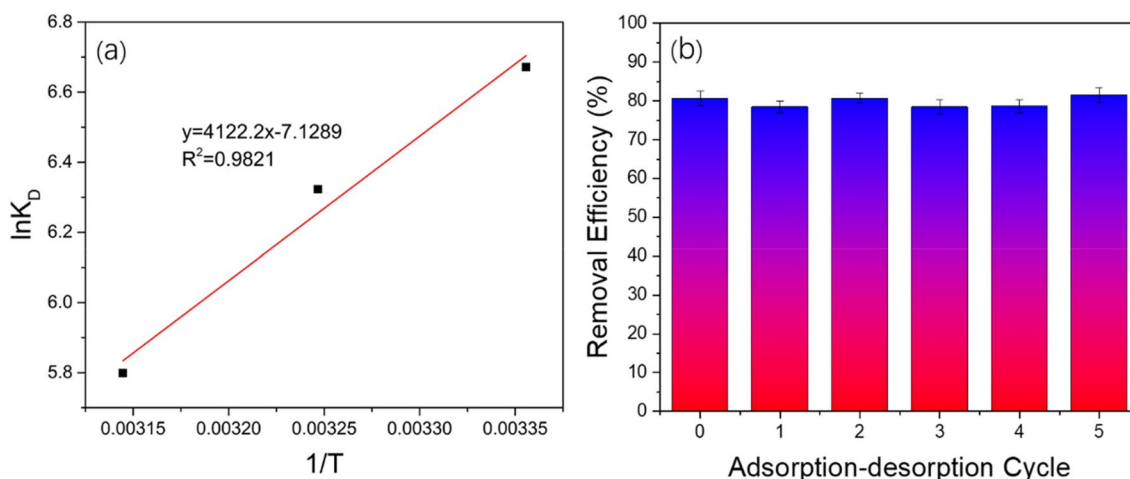 (a)
6.8
6.6
6.4
6.2
6.0
5.8
lnK_D
y=4122.2x-7.1289
R²=0.9821
0.00315 0.00320 0.00325 0.00330 0.00335
1/T
(b)
100
90
80
70
60
50
40
30
20
10
0
Removal Efficiency (%)
0 1 2 3 4 5
Adsorption-desorption Cycle